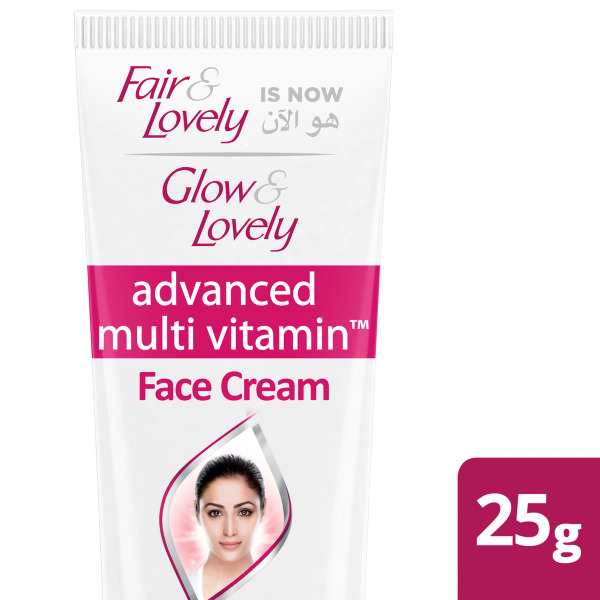 Fair &
Lovely
IS NOW
هو الآن
Glow &
Lovely
advanced
multi vitamin™
Face Cream
25g